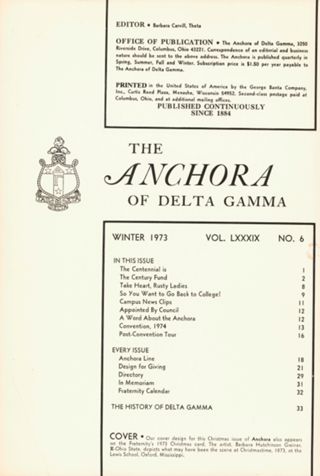 EDITOR • Barbara Carvill, Theta
OFFICE OF PUBLICATION • The Anchora of Delta Gamma, 3250
Riverside Drive, Columbus, Ohio 43221. Correspondence of an editorial and business
nature should be sent to the above address. The Anchora is published quarterly in
Spring, Summer, Fall and Winter. Subscription price is $1.50 per year payable to
The Anchora of Delta Gamma.
PRINTED in the United States of America by the George Banta Company,
Inc., Curtis Reed Plaza, Menasha, Wisconsin 54952. Second-class postage paid at
Columbus, Ohio, and at additional mailing offices.
PUBLISHED CONTINUOUSLY
SINCE 1884
THE
ANCHORA
OF DELTA GAMMA
WINTER 1973 VOL. LXXXIX NO. 6
IN THIS ISSUE
The Centennial is 1
The Century Fund 2
Take Heart, Rusty Ladies 8
So You Want to Go Back to College! 9
Campus News Clips 11
Appointed By Council 12
A Word About the Anchora 12
Convention, 1974 13
Post-Convention Tour 16
EVERY ISSUE
Anchora Line 18
Design for Giving 21
Directory 29
In Memoriam 31
Fraternity Calendar 32
THE HISTORY OF DELTA GAMMA 33
COVER • Our cover design for this Christmas issue of Anchora also appears
on the Fraternity's 1973 Christmas card. The artist, Barbara Hutchinson Gminer,
-Ohio State, depicts what may have been the scene at Christmastime, 1873, at the
Lewis School, Oxford, Mississippi.